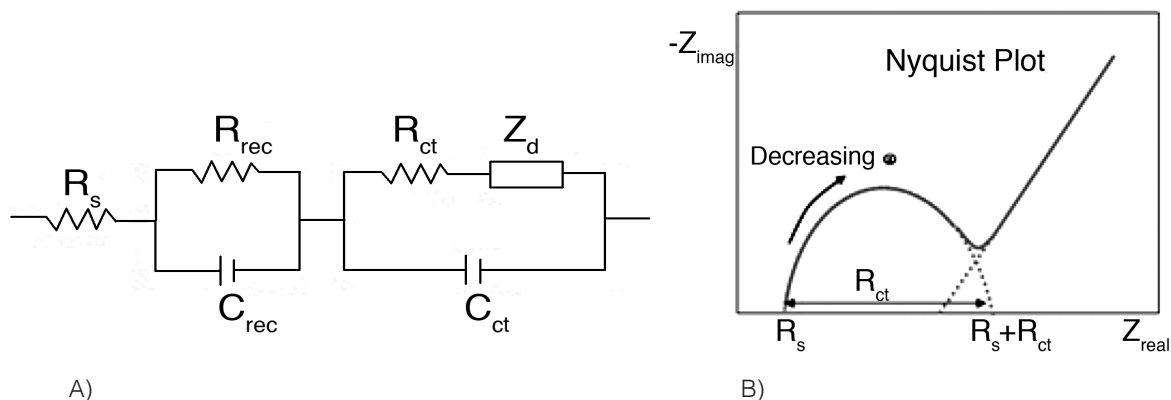 R_s
R_rec
C_rec
R_ct
Z_d
C_ct
A)
-Z_imag
Nyquist Plot
Decreasing
R_ct
R_s
R_s+R_ct
Z_real
B)